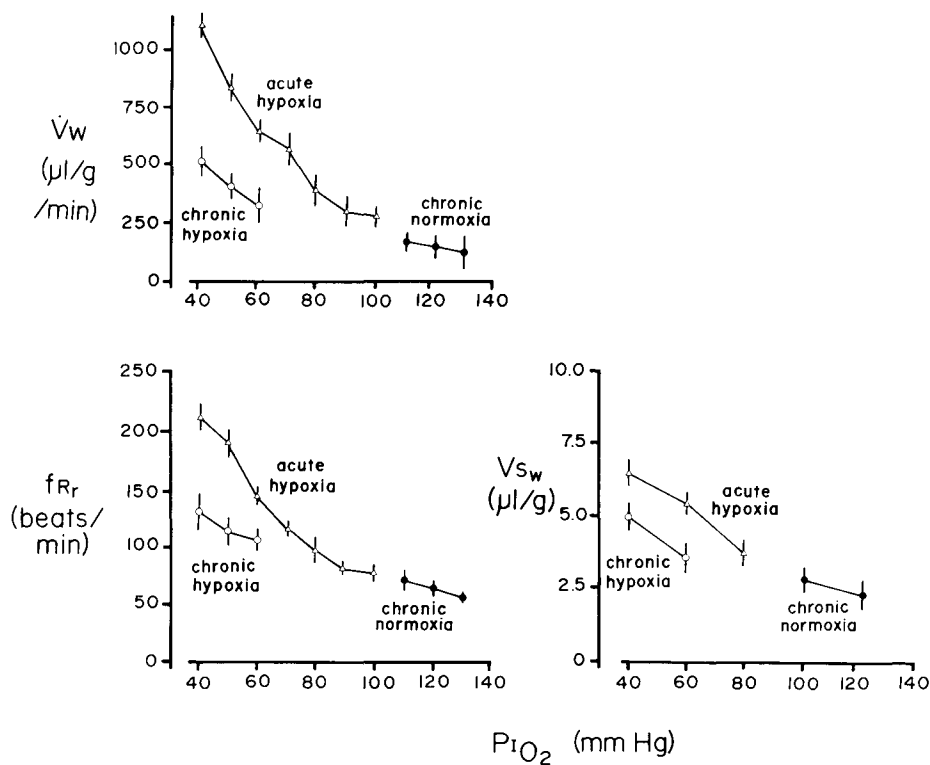 1000
750
500
250
0
V̇w
(µl/g
/min)
acute
hypoxia
chronic
hypoxia
chronic
normoxia
40 60 80 100 120 140
250
200
150
100
50
0
fRr
(beats/
min)
acute
hypoxia
chronic
hypoxia
chronic
normoxia
40 60 80 100 120 140
10.0
7.5
5.0
2.5
0
Vsw
(µl/g)
acute
hypoxia
chronic
hypoxia
chronic
normoxia
40 60 80 100 120 140
PIO2 (mm Hg)